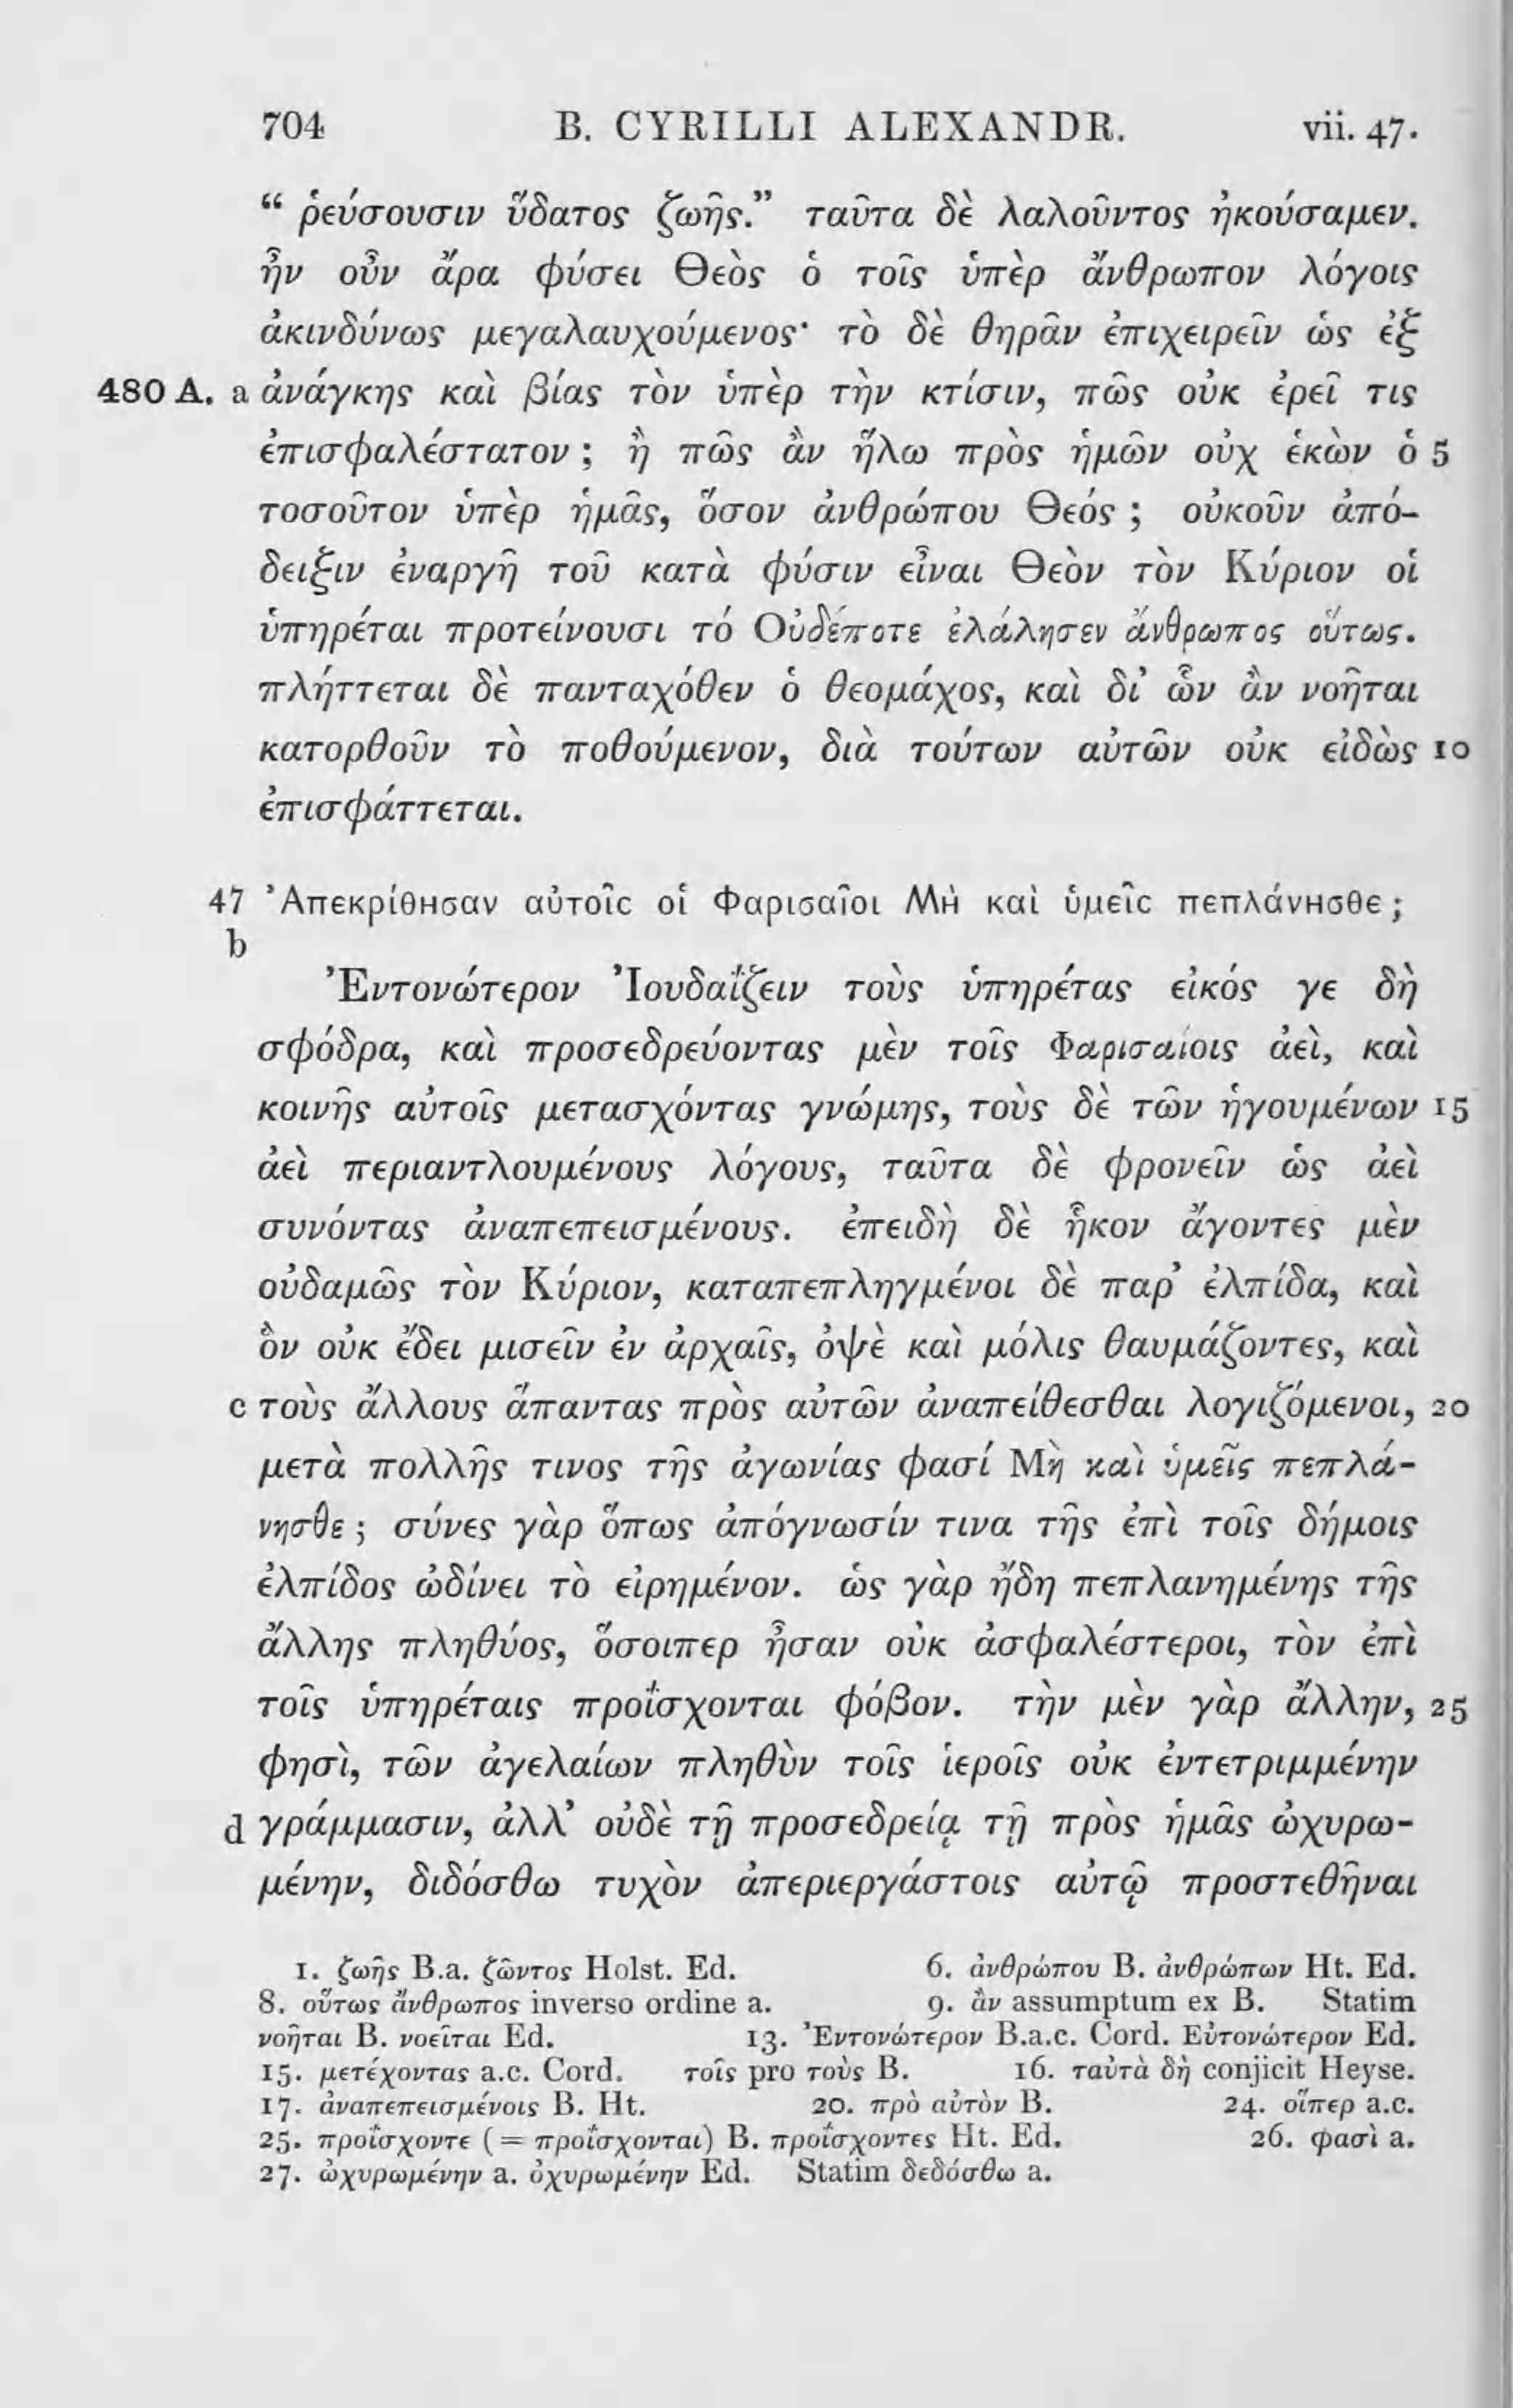 704 B. CYRILLI ALEXANDR. vii. 47.
“ ῥεύσουσιν ὕδατος ζωῆς.” ταῦτα δὲ λαλοῦντος ἠκούσαμεν.
ἦν οὖν ἄρα φύσει Θεὸς ὁ τοῖς ὑπὲρ ἄνθρωπον λόγοις
ἀκινδύνως μεγαλαυχούμενος· τὸ δὲ θηρᾶν ἐπιχειρεῖν ὡς ἐξ
480 A. a ἀνάγκης καὶ βίας τὸν ὑπὲρ τὴν κτίσιν, πῶς οὐκ ἐρεῖ τις
ἐπισφαλέστατον ; ἢ πῶς ἂν ἥλω πρὸς ἡμῶν οὐχ ἑκὼν ὁ 5
τοσοῦτον ὑπὲρ ἡμᾶς, ὅσον ἀνθρώπου Θεός ; οὐκοῦν ἀπό-
δειξιν ἐναργῆ τοῦ κατὰ φύσιν εἶναι Θεὸν τὸν Κύριον οἱ
ὑπηρέται προτείνουσι τό Οὐδέποτε ἐλάλησεν ἄνθρωπος οὕτως.
πλήττεται δὲ πανταχόθεν ὁ θεομάχος, καὶ δι’ ὧν ἂν νοῆται
κατορθοῦν τὸ ποθούμενον, διὰ τούτων αὐτῶν οὐκ εἰδὼς 10
ἐπισφάττεται.
47 Ἀπεκρίθησαν αὐτοῖς οἱ Φαρισαῖοι Μὴ καὶ ὑμεῖς πεπλάνησθε ;
b
Ἐντονώτερον Ἰουδαΐζειν τοὺς ὑπηρέτας εἰκός γε δὴ
σφόδρα, καὶ προσεδρεύοντας μὲν τοῖς Φαρισαίοις ἀεὶ, καὶ
κοινῆς αὐτοῖς μετασχόντας γνώμης, τοὺς δὲ τῶν ἡγουμένων 15
ἀεὶ περιαντλουμένους λόγους, ταῦτα δὲ φρονεῖν ὡς ἀεὶ
συνόντας ἀναπεπεισμένους. ἐπειδὴ δὲ ἧκον ἄγοντες μὲν
οὐδαμῶς τὸν Κύριον, καταπεπληγμένοι δὲ παρ’ ἐλπίδα, καὶ
ὃν οὐκ ἔδει μισεῖν ἐν ἀρχαῖς, ὀψὲ καὶ μόλις θαυμάζοντες, καὶ
c τοὺς ἄλλους ἅπαντας πρὸς αὐτῶν ἀναπείθεσθαι λογιζόμενοι, 20
μετὰ πολλῆς τινος τῆς ἀγωνίας φασί Μὴ καὶ ὑμεῖς πεπλά-
νησθε ; σύνες γὰρ ὅπως ἀπόγνωσίν τινα τῆς ἐπὶ τοῖς δήμοις
ἐλπίδος ὠδίνει τὸ εἰρημένον. ὡς γὰρ ἤδη πεπλανημένης τῆς
ἄλλης πληθύος, ὅσοιπερ ἦσαν οὐκ ἀσφαλέστεροι, τὸν ἐπὶ
τοῖς ὑπηρέταις προΐσχονται φόβον. τὴν μὲν γὰρ ἄλλην, 25
φησὶ, τῶν ἀγελαίων πληθὺν τοῖς ἱεροῖς οὐκ ἐντετριμμένην
d γράμμασιν, ἀλλ’ οὐδὲ τῇ προσεδρείᾳ τῇ πρὸς ἡμᾶς ὠχυρω-
μένην, διδόσθω τυχὸν ἀπεριεργάστοις αὐτῷ προστεθῆναι
1. ζωῆς B.a. ζῶντος Holst. Ed. 6. ἀνθρώπου B. ἀνθρώπων Ht. Ed.
8. οὕτως ἄνθρωπος inverso ordine a. 9. ἂν assumptum ex B. Statim
νοῆται B. νοεῖται Ed. 13. Ἐντονώτερον B.a.c. Cord. Εὐτονώτερον Ed.
15. μετέχοντας a.c. Cord. τοῖς pro τοὺς B. 16. ταὐτὰ δὴ conjicit Heyse.
17. ἀναπεπεισμένοις B. Ht. 20. πρὸ αὐτὸν B. 24. οἵπερ a.c.
25. προΐσχοντε (= προΐσχονται) B. προΐσχοντες Ht. Ed. 26. φασὶ a.
27. ὠχυρωμένην a. ὀχυρωμένην Ed. Statim δεδόσθω a.